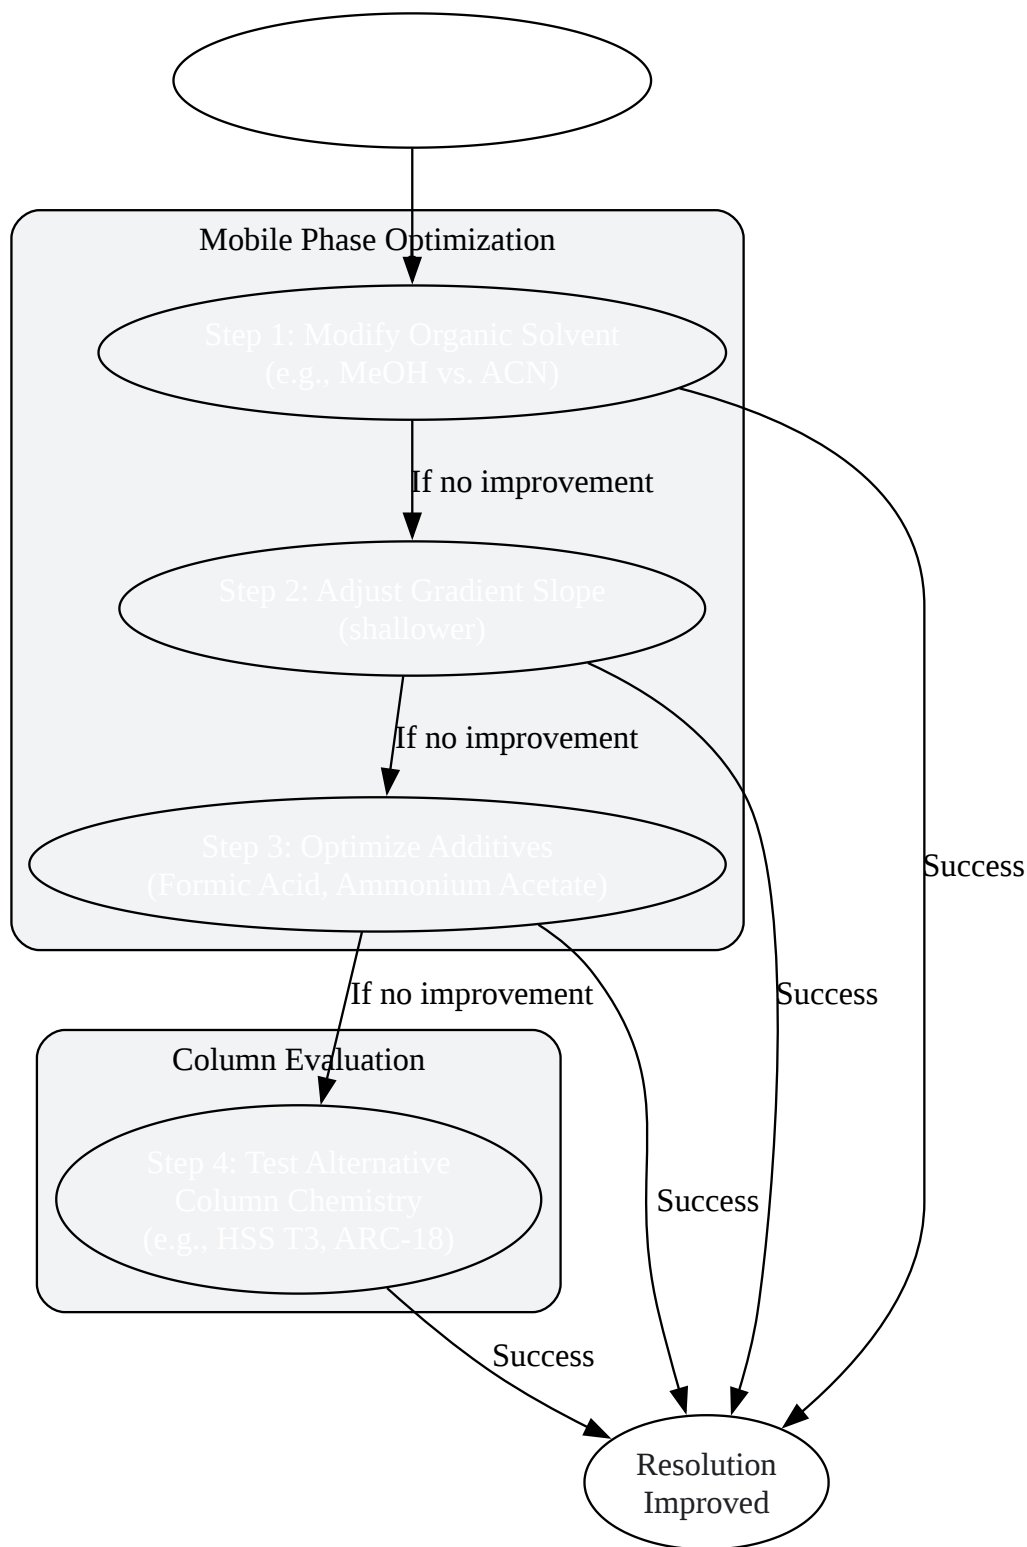 Mobile Phase Optimization
Step 1: Modify Organic Solvent
(e.g., MeOH vs. ACN)
If no improvement
Step 2: Adjust Gradient Slope
(shallower)
If no improvement
Step 3: Optimize Additives
(Formic Acid, Ammonium Acetate)
Success
If no improvement
Success
Column Evaluation
Step 4: Test Alternative
Column Chemistry
(e.g., HSS T3, ARC-18)
Success
Success
Resolution
Improved